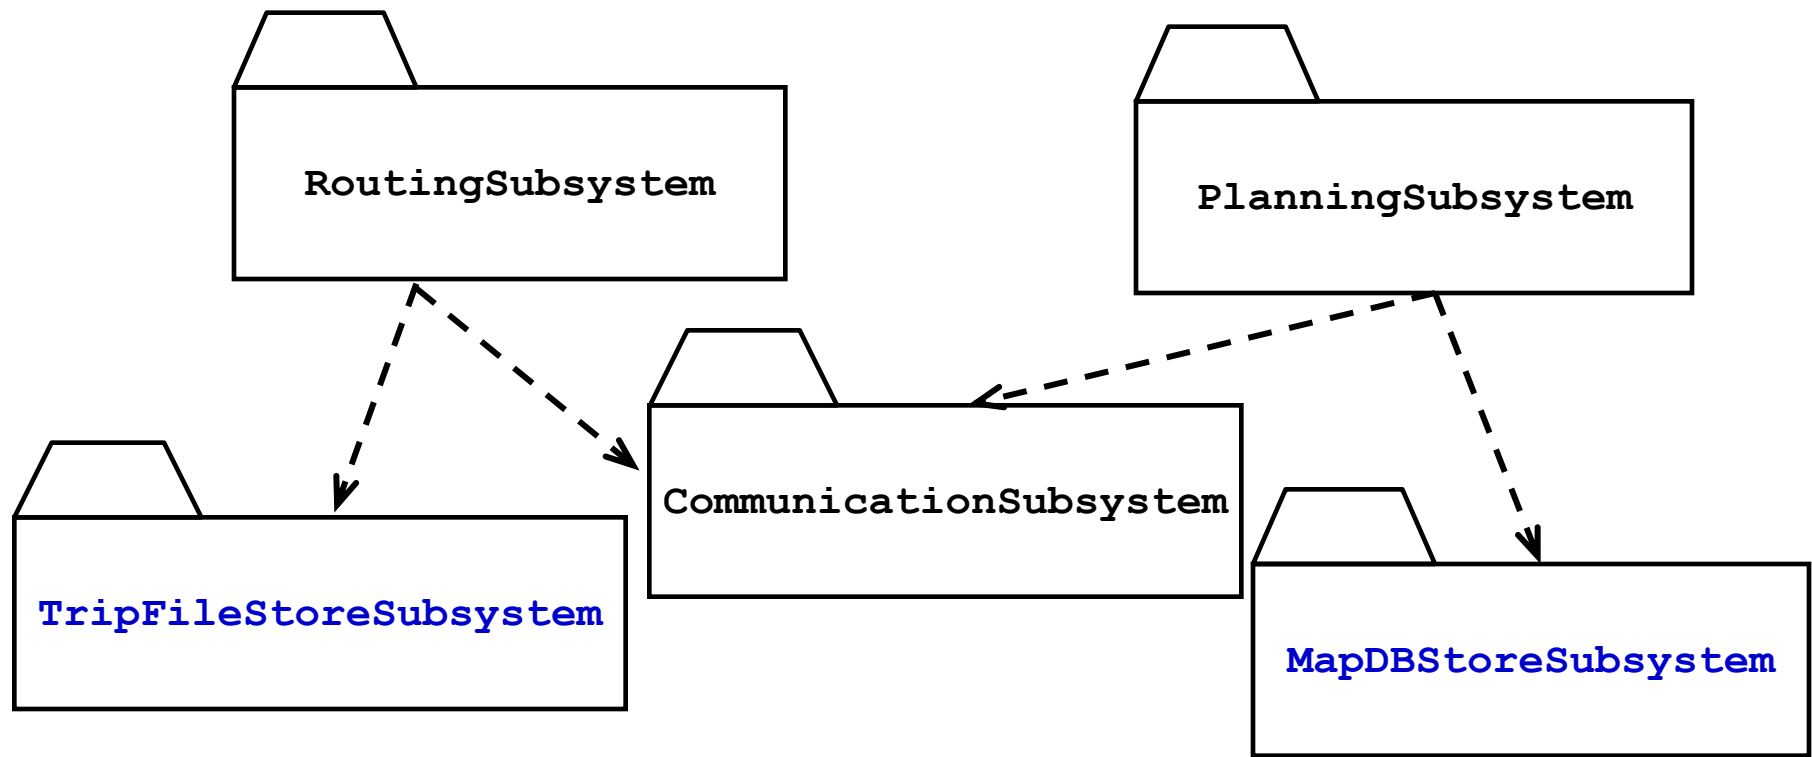 RoutingSubsystem
PlanningSubsystem
CommunicationSubsystem
TripFileStoreSubsystem
MapDBStoreSubsystem